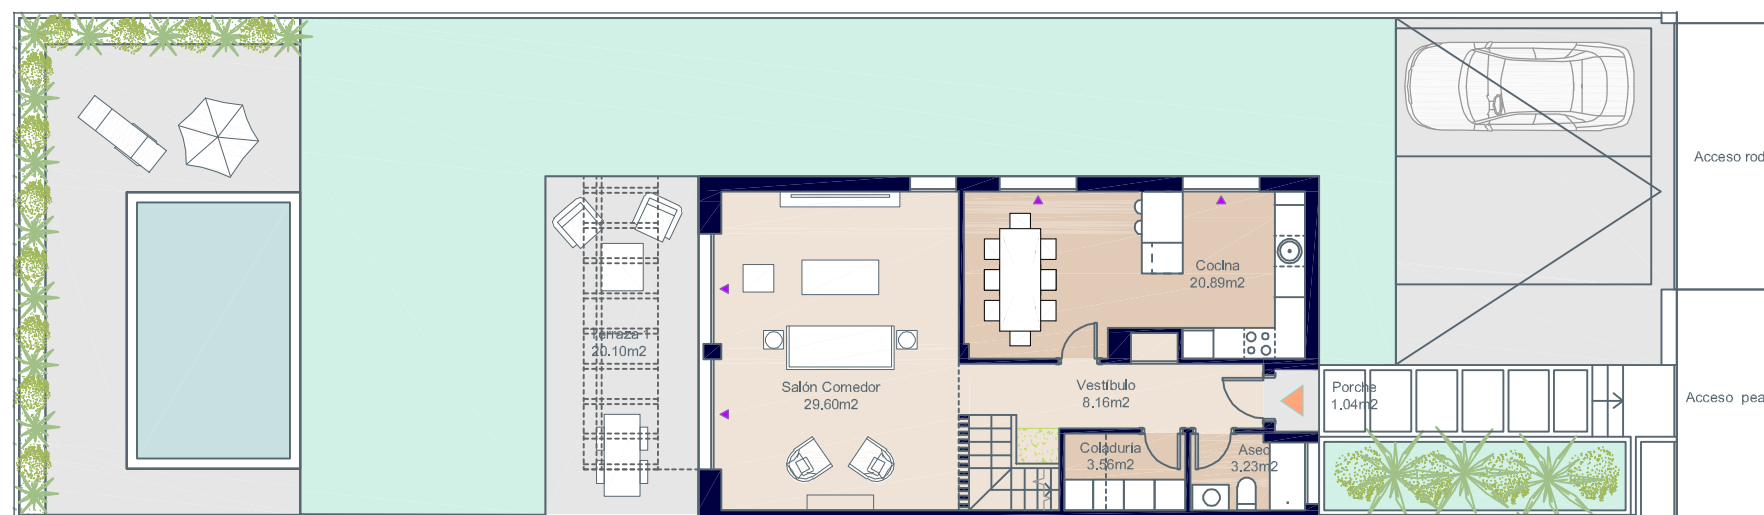 Acceso rod
Cocina
20.89m2
Terraza 1
20.10m2
Salón Comedor
29.60m2
Vestíbulo
8.16m2
Porche
1.04m2
Acceso pea
Coladuría
3.56m2
Aseo
3.23m2